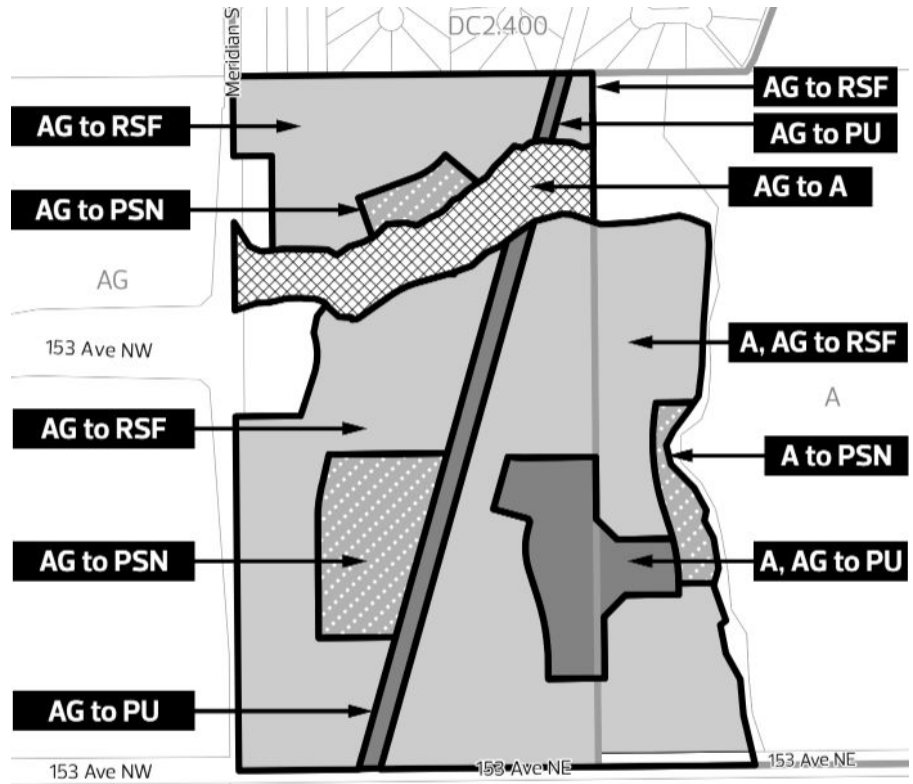 DC2.400
Meridian S
AG to RSF
AG to RSF
AG to PU
AG to PSN
AG to A
AG
153 Ave NW
A, AG to RSF
A
AG to RSF
A to PSN
AG to PSN
A, AG to PU
AG to PU
153 Ave NW
153 Ave NE
153 Ave NE